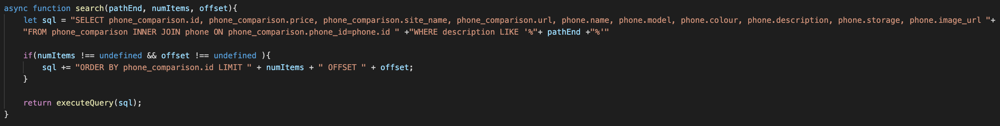 async function search(pathEnd, numItems, offset){
    let sql = "SELECT phone_comparison.id, phone_comparison.price, phone_comparison.site_name, phone_comparison.url, phone.name, phone.model, phone.colour, phone.description, phone.storage, phone.image_url "+
    "FROM phone_comparison INNER JOIN phone ON phone_comparison.phone_id=phone.id " +"WHERE description LIKE '%"+ pathEnd +"%'"
    if(numItems !== undefined && offset !== undefined ){
        sql += "ORDER BY phone_comparison.id LIMIT " + numItems + " OFFSET " + offset;
    }
    return executeQuery(sql);
}